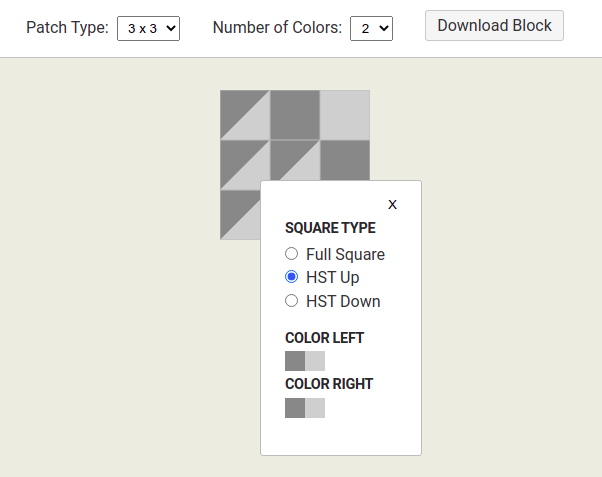 Patch Type: 3 x 3 Number of Colors: 2 Download Block
X
SQUARE TYPE
Full Square
HST Up
HST Down
COLOR LEFT
COLOR RIGHT